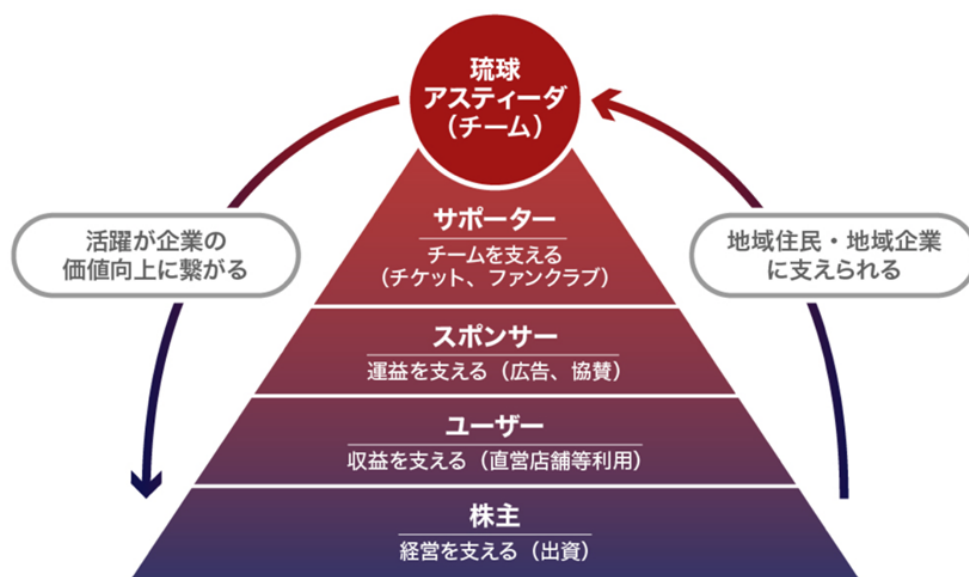 琉球
アスティーダ
（チーム）
サポーター
チームを支える
（チケット、ファンクラブ）
活躍が企業の
価値向上に繋がる
地域住民・地域企業
に支えられる
スポンサー
運益を支える（広告、協賛）
ユーザー
収益を支える（直営店舗等利用）
株主
経営を支える（出資）